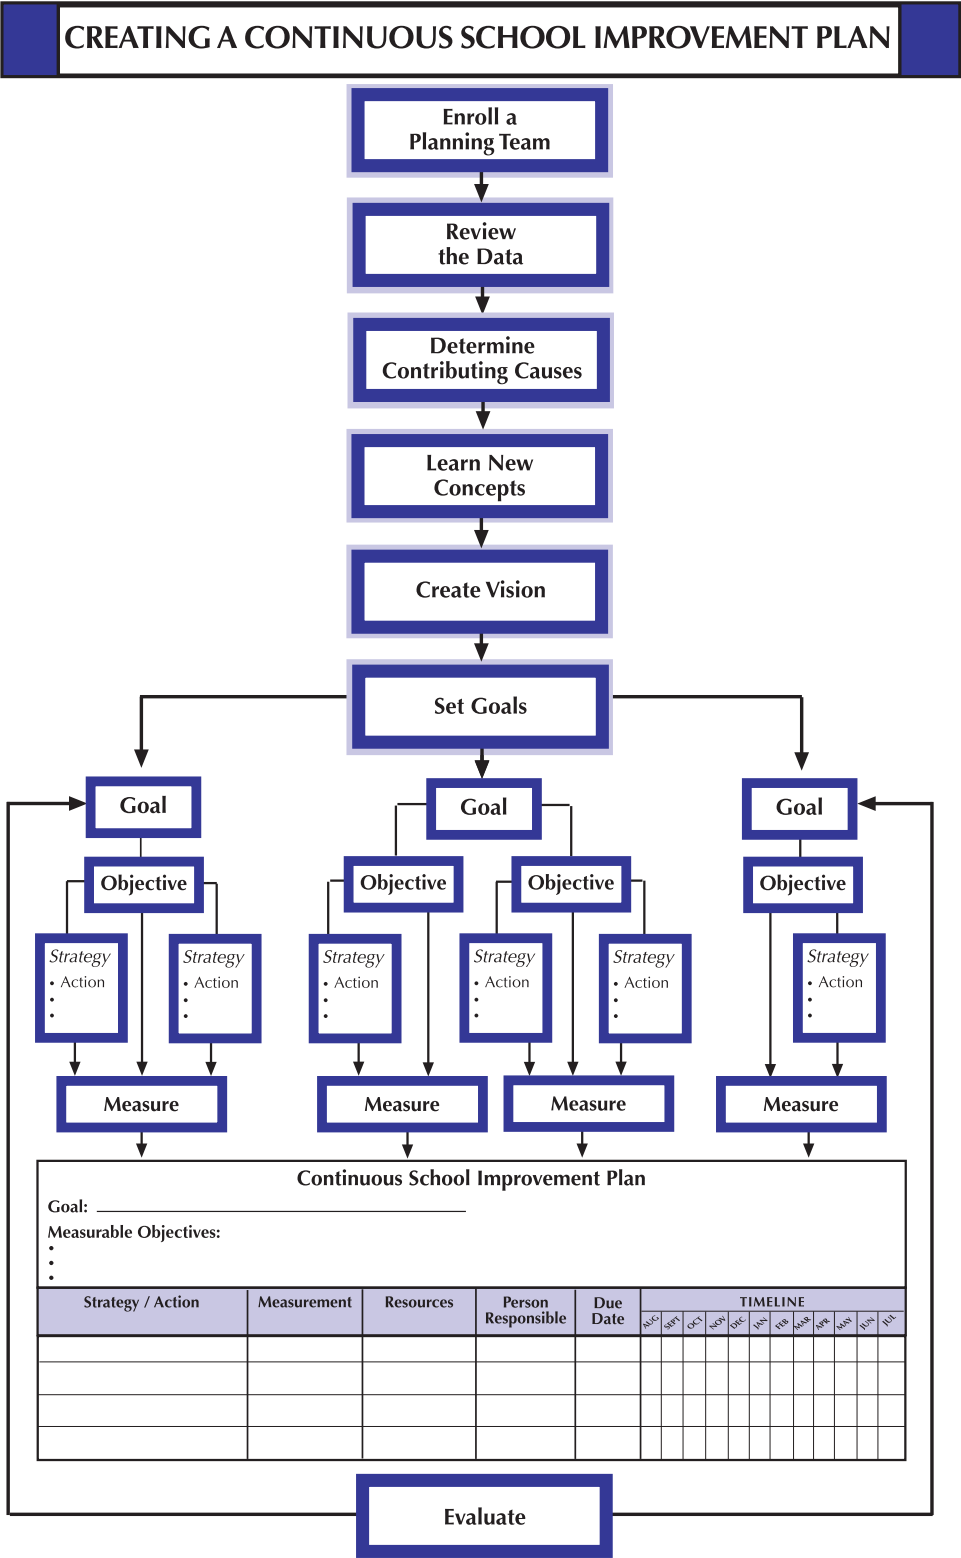 CREATING A CONTINUOUS SCHOOL IMPROVEMENT PLAN
Enroll a
Planning Team
Review
the Data
Determine
Contributing Causes
Learn New
Concepts
Create Vision
Set Goals
Goal
Goal
Goal
Objective
Objective
Objective
Objective
Strategy
• Action
•
•
Strategy
• Action
•
•
Strategy
• Action
•
•
Strategy
• Action
•
•
Strategy
• Action
•
•
Strategy
• Action
•
•
Measure
Measure
Measure
Measure
Continuous School Improvement Plan
Goal:
Measurable Objectives:
•
•
•
Strategy / Action
Measurement
Resources
Person
Responsible
Due
Date
TIMELINE
AUG SEPT OCT NOV DEC JAN FEB MAR APR MAY JUN JUL
Evaluate